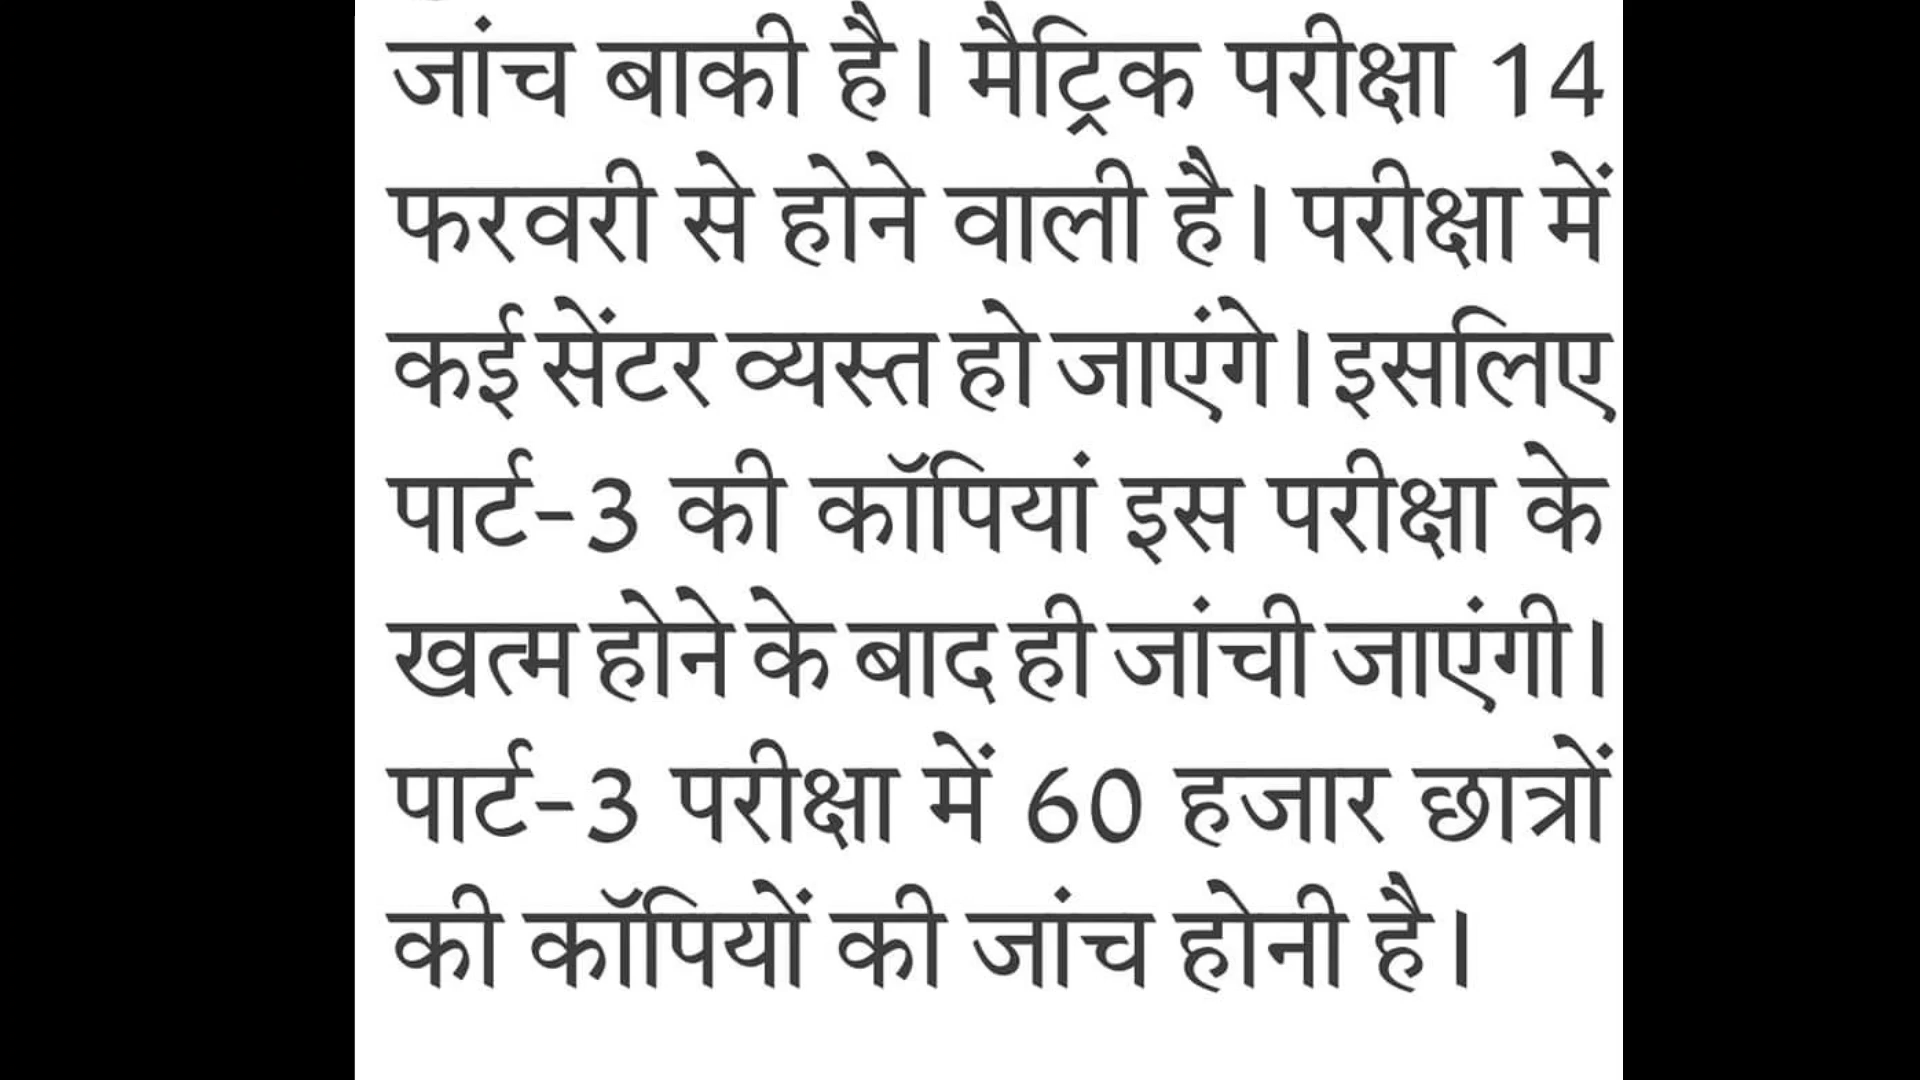 जांच बाकी है। मैट्रिक परीक्षा 14
फरवरी से होने वाली है। परीक्षा में
कई सेंटर व्यस्त हो जाएंगे। इसलिए
पार्ट-3 की कॉपियां इस परीक्षा के
खत्म होने के बाद ही जांची जाएंगी।
पार्ट-3 परीक्षा में 60 हजार छात्रों
की कॉपियों की जांच होनी है।